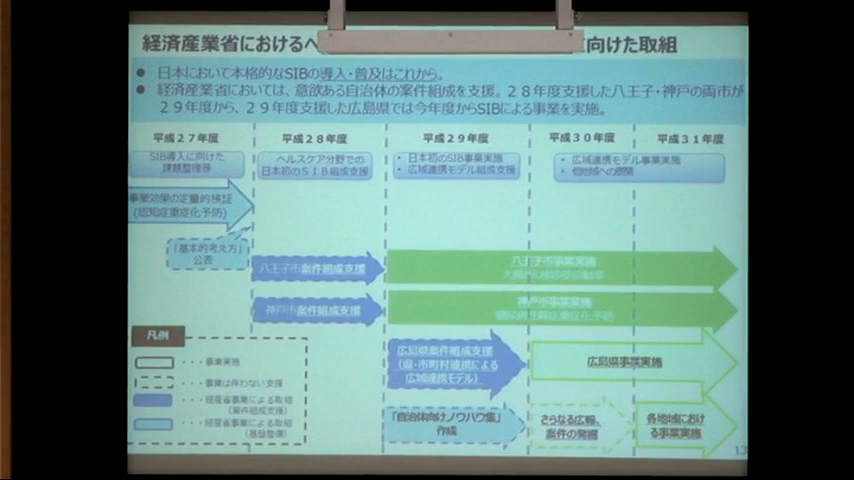 経済産業省におけるヘ
向けた取組
● 日本において本格的なSIBの導入・普及はこれから。
● 経済産業省においては、意欲ある自治体の案件組成を支援。２８年度支援した八王子・神戸の両市が
２９年度から、２９年度支援した広島県では今年度からSIBによる事業を実施。
平成２７年度 平成２８年度 平成２９年度 平成３０年度 平成３１年度
SIB導入に向けた
課題整理等
ヘルスケア分野での
日本初のＳＩＢ組成支援
・ 日本初のSIB事業実施
・ 広域連携モデル組成支援
・ 広域連携モデル事業実施
・ 他地域への展開
事業効果の定量的検証
(認知症重症化予防)
「基本的考え方」
公表
八王子市案件組成支援
八王子市事業実施
神戸市案件組成支援
神戸市事業実施
糖尿病性腎症重症化予防
広島県案件組成支援
（県・市町村連携による
広域連携モデル）
広島県事業実施
「自治体向けノウハウ集」
作成
さらなる広報、
案件の発掘
各地域におけ
る事業実施
凡例
・・・事業実施
・・・事業は伴わない支援
・・・経産省事業による取組
(案件組成支援)
・・・経産省事業による取組
(基盤整備)
13